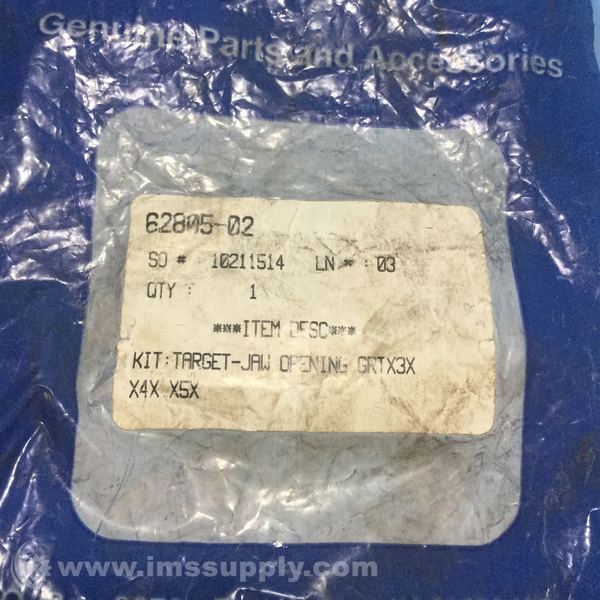 Genuine Parts and Accessories
62805-02
SO # : 10211514 LN # : 03
QTY : 1
***ITEM DESC***
KIT:TARGET-JAW OPENING GRTX3X
X4X X5X
www.imssupply.com